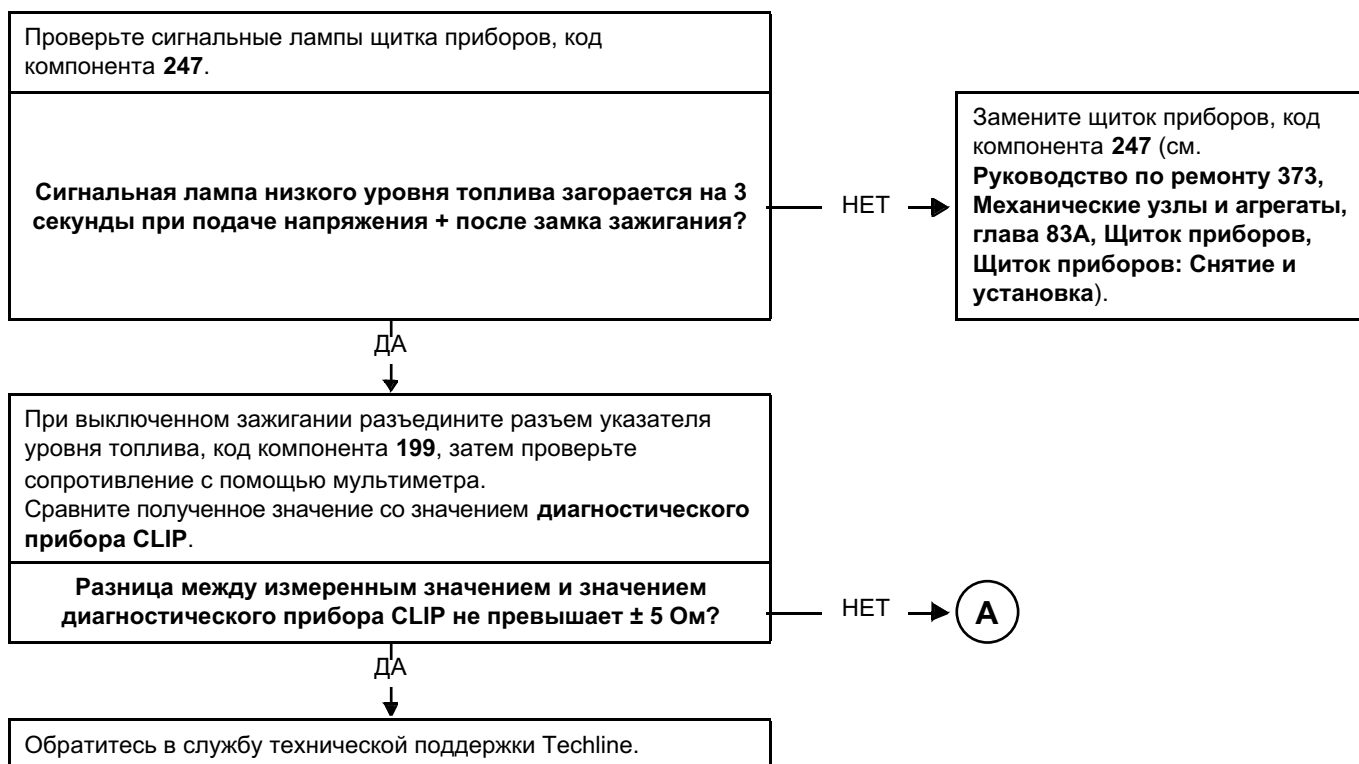 Проверьте сигнальные лампы щитка приборов, код
компонента 247.
Сигнальная лампа низкого уровня топлива загорается на 3
секунды при подаче напряжения + после замка зажигания?
НЕТ
Замените щиток приборов, код
компонента 247 (см.
Руководство по ремонту 373,
Механические узлы и агрегаты,
глава 83A, Щиток приборов,
Щиток приборов: Снятие и
установка).
ДА
При выключенном зажигании разъедините разъем указателя
уровня топлива, код компонента 199, затем проверьте
сопротивление с помощью мультиметра.
Сравните полученное значение со значением диагностического
прибора CLIP.
Разница между измеренным значением и значением
диагностического прибора CLIP не превышает ± 5 Ом?
НЕТ
A
ДА
Обратитесь в службу технической поддержки Techline.